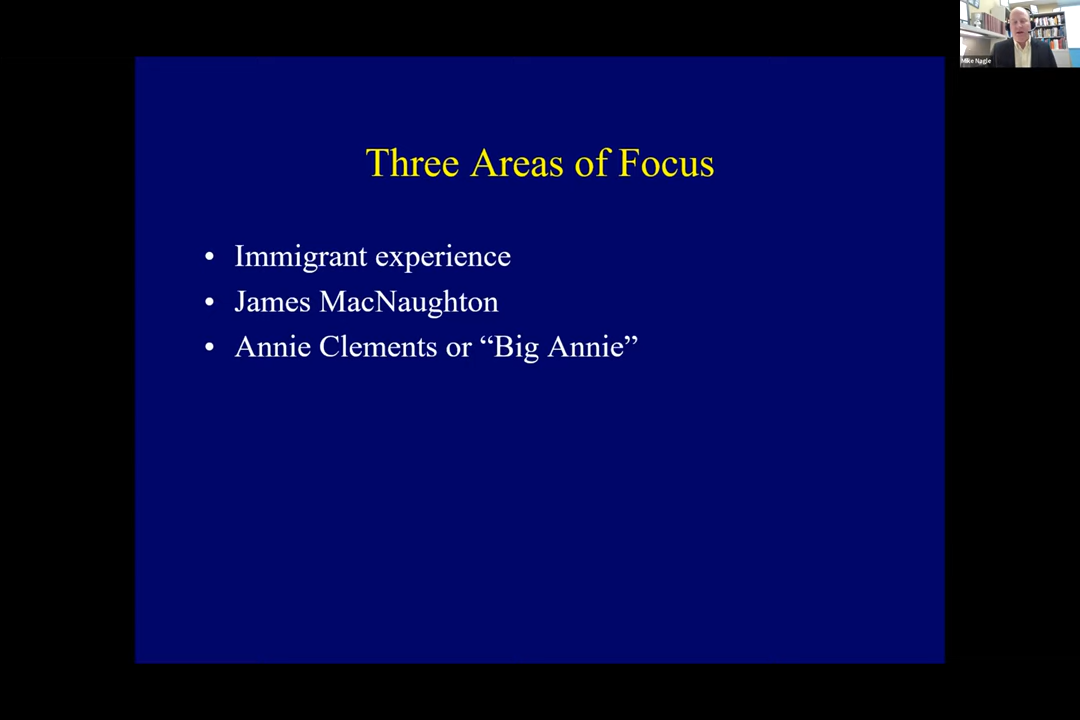 Mike Nagle
Three Areas of Focus
• Immigrant experience
• James MacNaughton
• Annie Clements or “Big Annie”